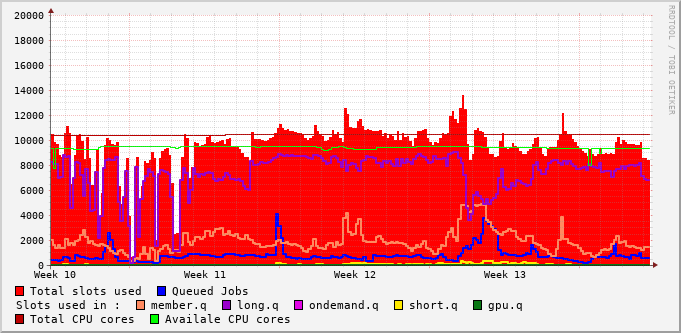 RRDTOOL / TOBI OETIKER
20000
18000
16000
14000
12000
10000
8000
6000
4000
2000
0
Week 10 Week 11 Week 12 Week 13
Total slots used Queued Jobs
Slots used in : member.q long.q ondemand.q short.q gpu.q
Total CPU cores Availale CPU cores